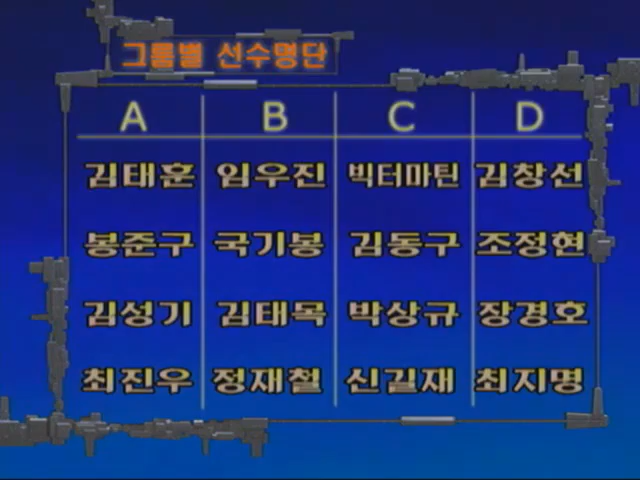 그룹별 선수명단
A B C D
김태훈 임우진 빅터마틴 김창선
봉준구 국기봉 김동구 조정현
김성기 김태목 박상규 장경호
최진우 정재철 신길재 최지명